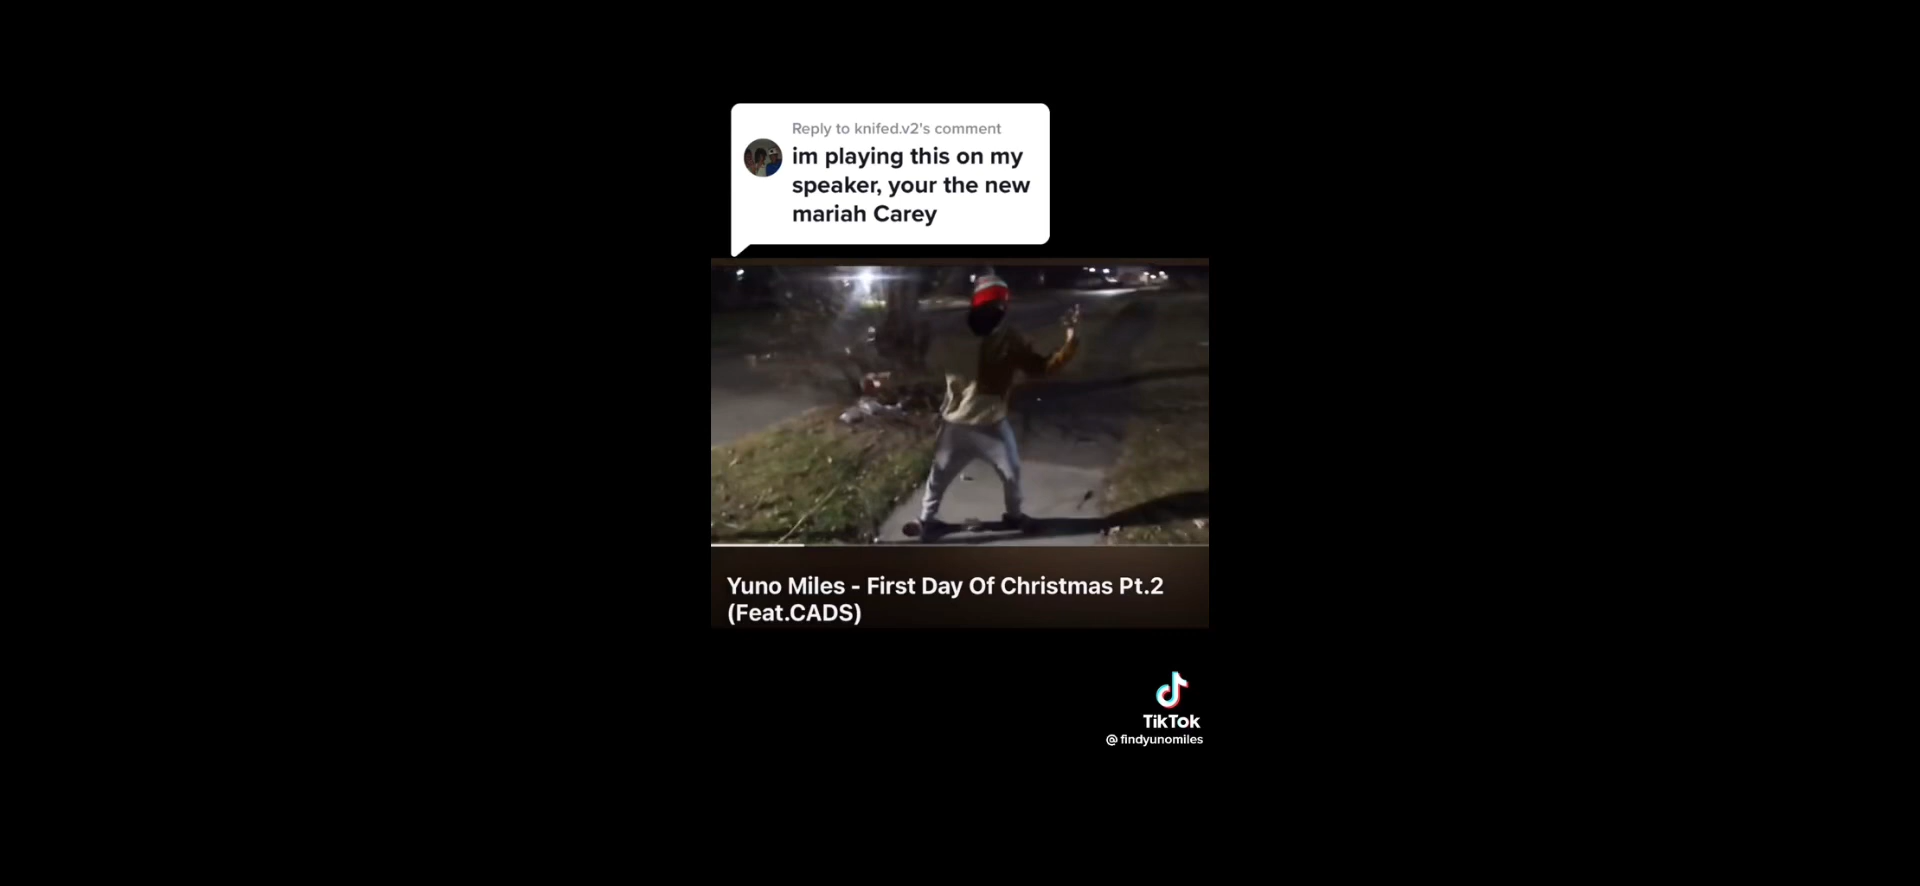 Reply to knifed.v2's comment
im playing this on my
speaker, your the new
mariah Carey
Yuno Miles - First Day Of Christmas Pt.2
(Feat.CADS)
TikTok
@ findyunomiles